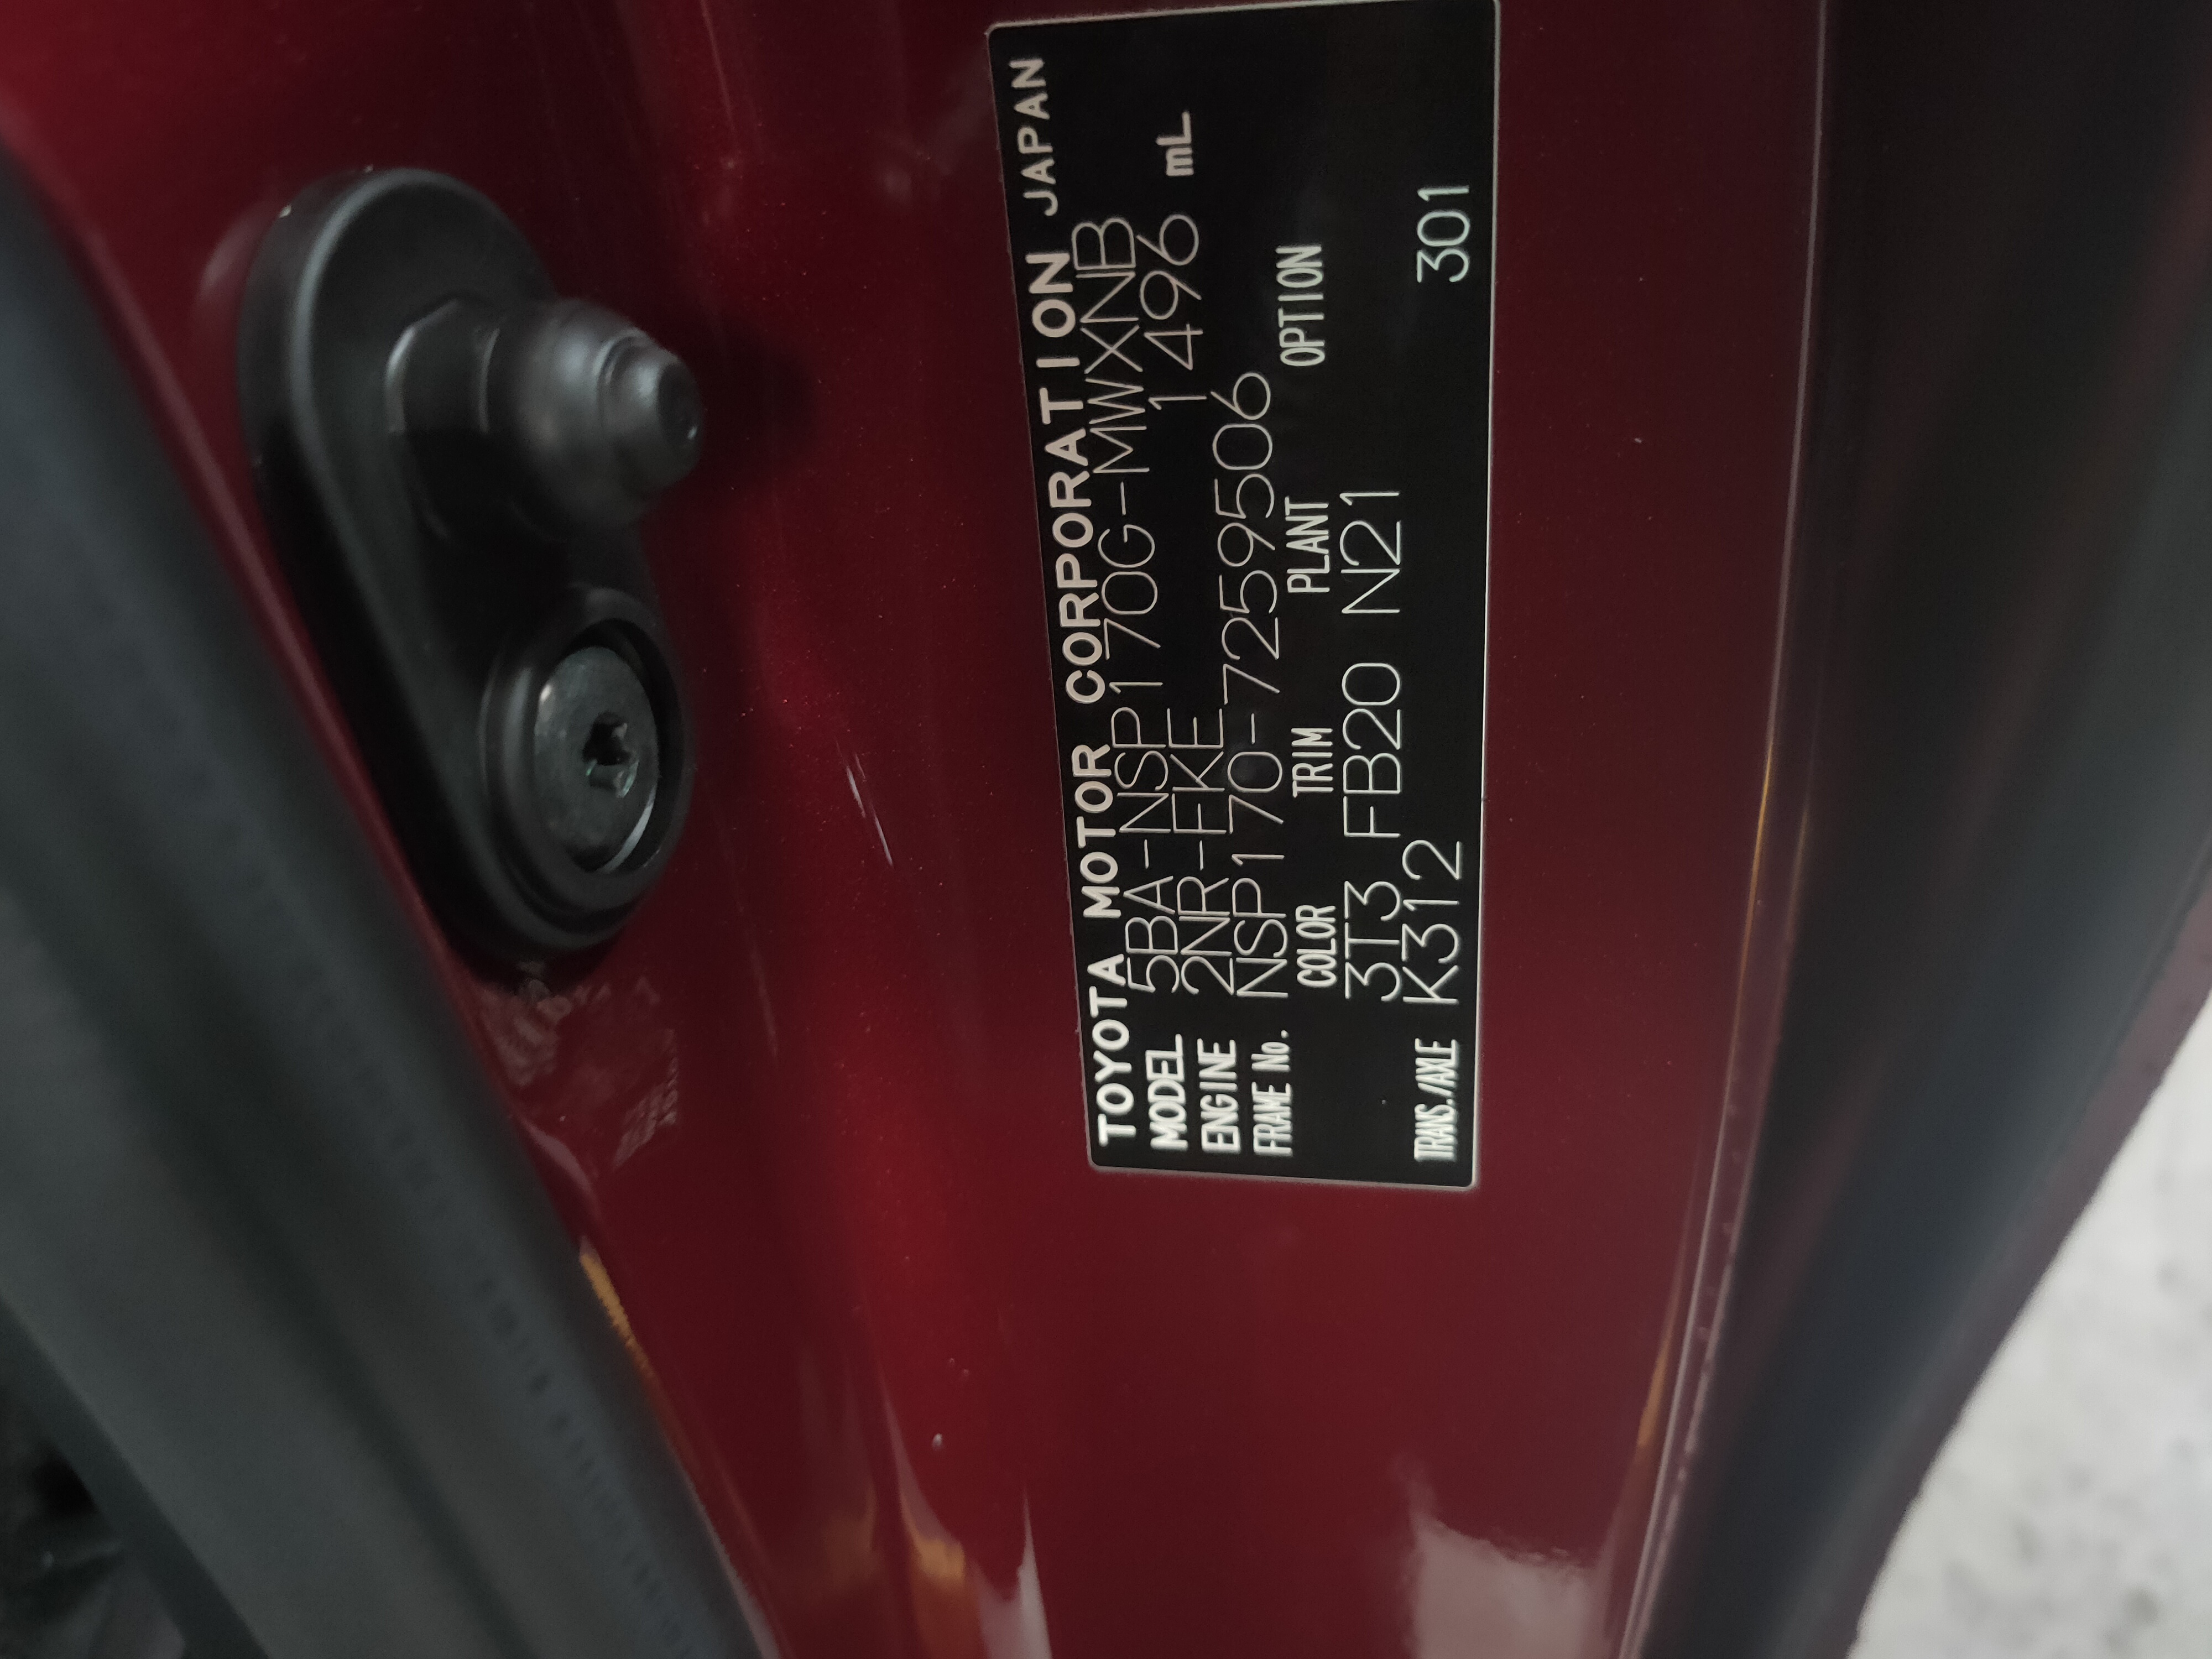 TOYOTA MOTOR CORPORATION JAPAN
MODEL 5BA-NSP170G-MWXNB
ENGINE 2NR-FKE 1496 mL
FRAME No. NSP170-7259506
COLOR TRIM PLANT OPTION
3T3 FB20 N21
TRANS./AXLE K312 301